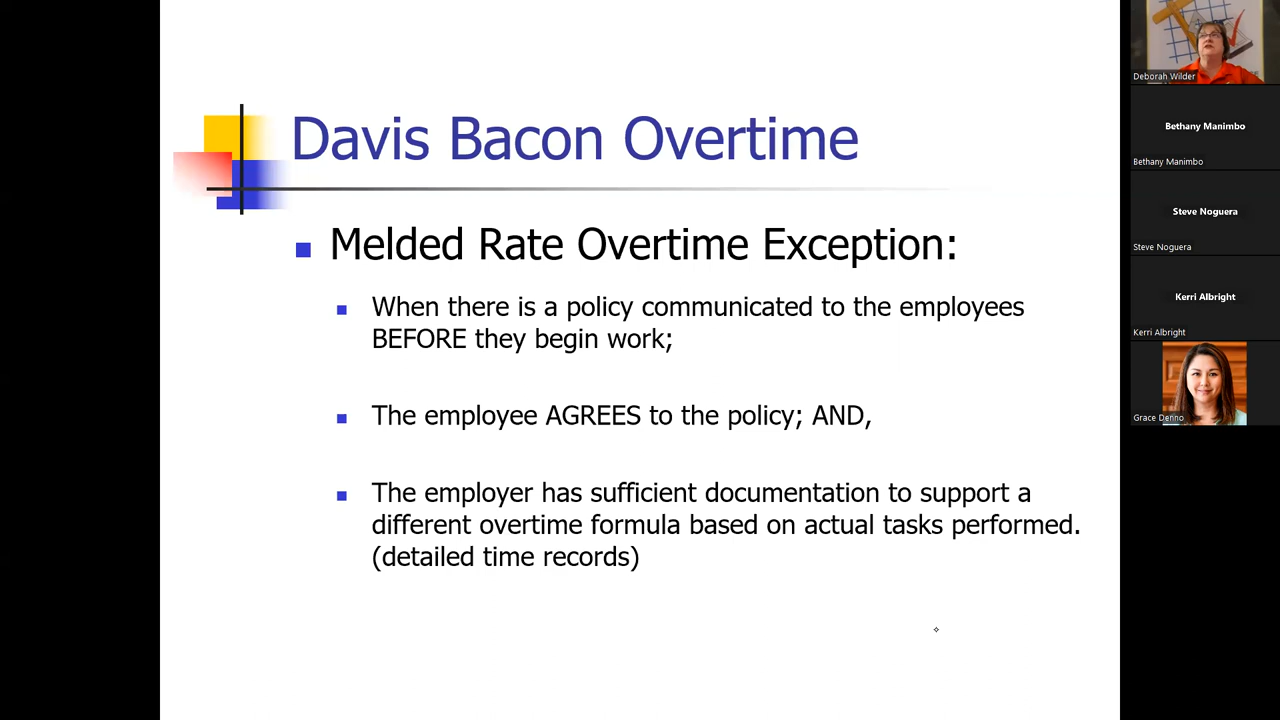 Davis Bacon Overtime
Melded Rate Overtime Exception:
When there is a policy communicated to the employees
BEFORE they begin work;
The employee AGREES to the policy; AND,
The employer has sufficient documentation to support a
different overtime formula based on actual tasks performed.
(detailed time records)
Deborah Wilder
Bethany Manimbo
Bethany Manimbo
Steve Noguera
Steve Noguera
Kerri Albright
Kerri Albright
Grace Denno